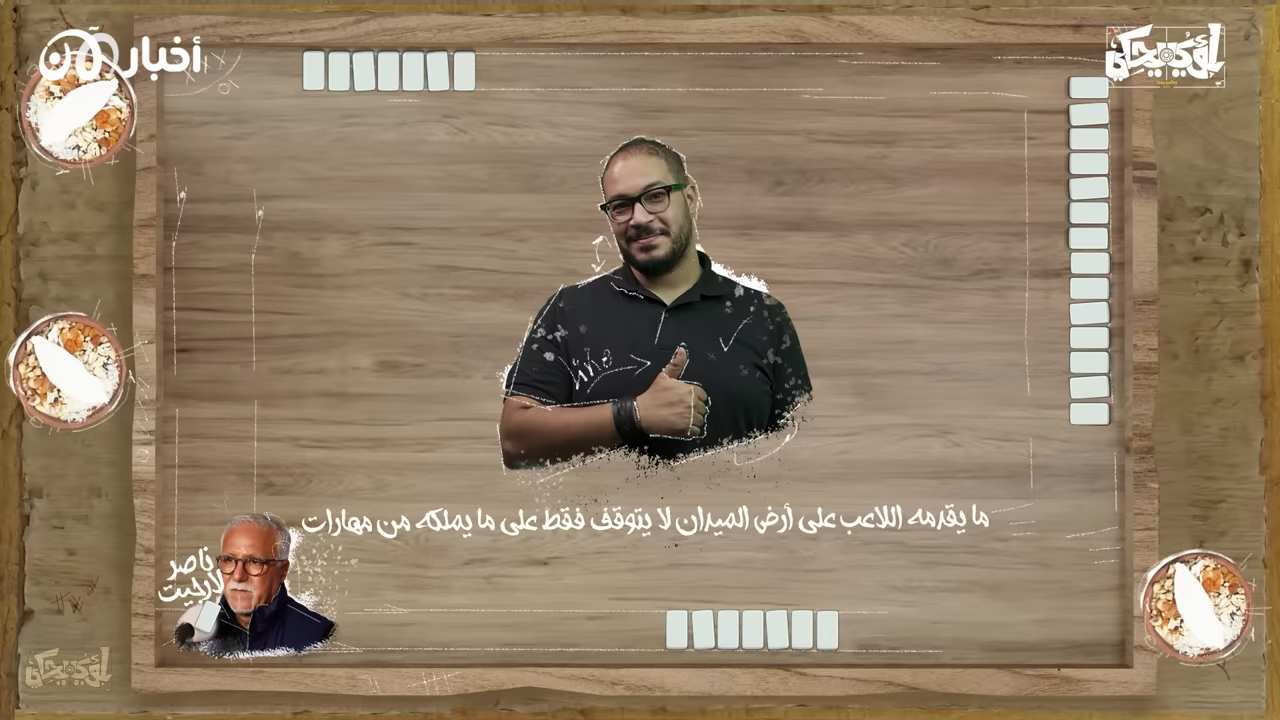 أخبار الآن
ما يقدمه اللاعب على أرض الميدان لا يتوقف فقط على ما يملكه من مهارات
ناصر
لارجيت